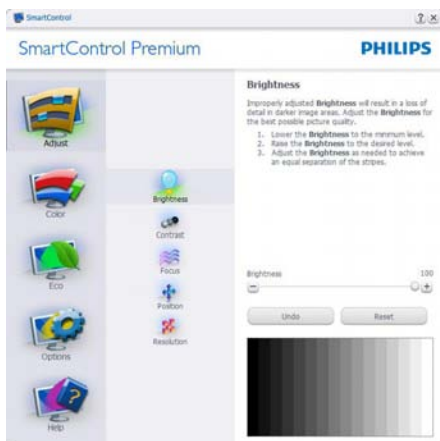 SmartControl
? x
SmartControl Premium
PHILIPS
Adjust
Color
Eco
Options
Help
Brightness
Contrast
Focus
Position
Resolution
Brightness
Improperly adjusted Brightness will result in a loss of
detail in darker image areas. Adjust the Brightness for
the best possible picture quality.
1. Lower the Brightness to the minimum level.
2. Raise the Brightness to the desired level.
3. Adjust the Brightness as needed to achieve
an equal separation of the stripes.
Brightness 100
Undo Reset